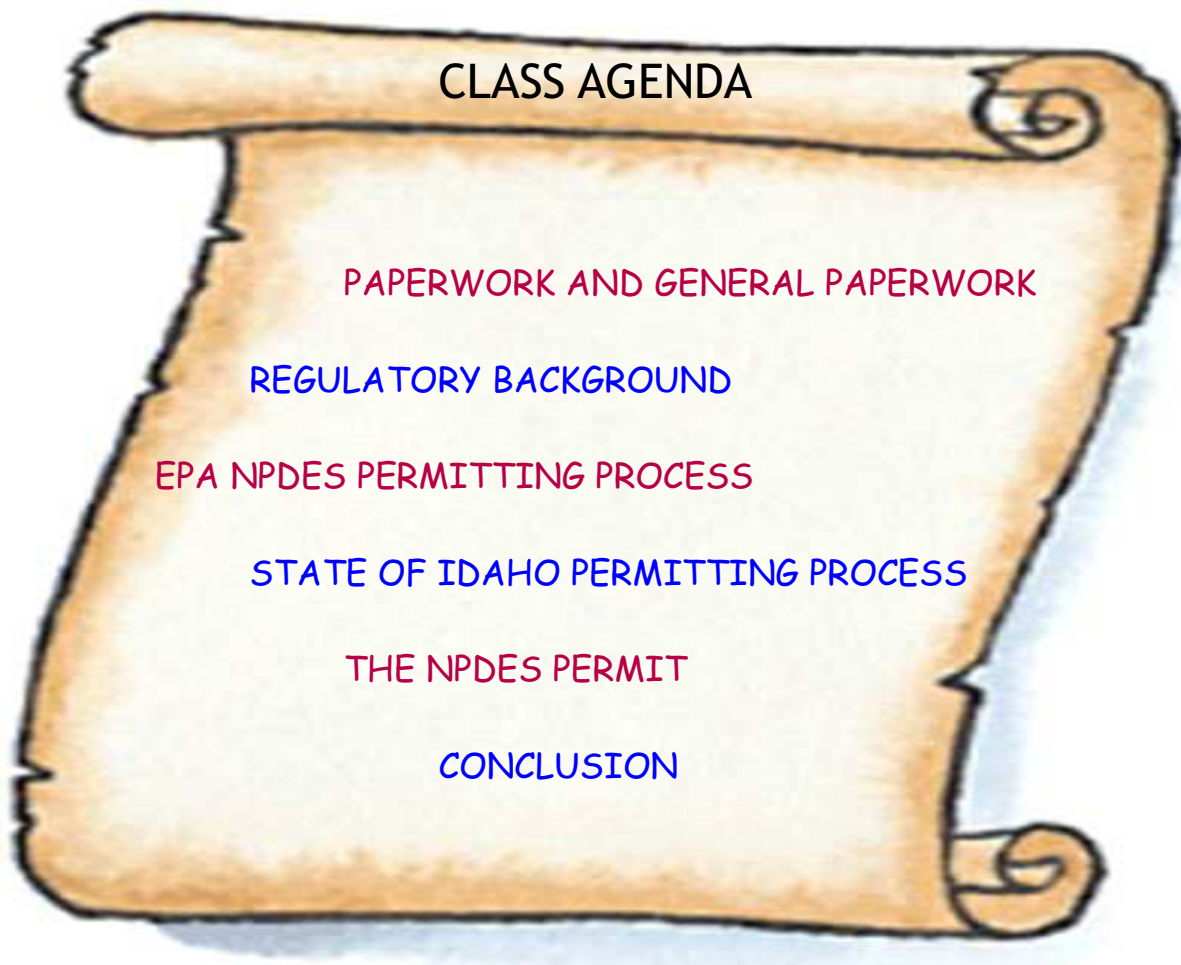 CLASS AGENDA
PAPERWORK AND GENERAL PAPERWORK
REGULATORY BACKGROUND
EPA NPDES PERMITTING PROCESS
STATE OF IDAHO PERMITTING PROCESS
THE NPDES PERMIT
CONCLUSION